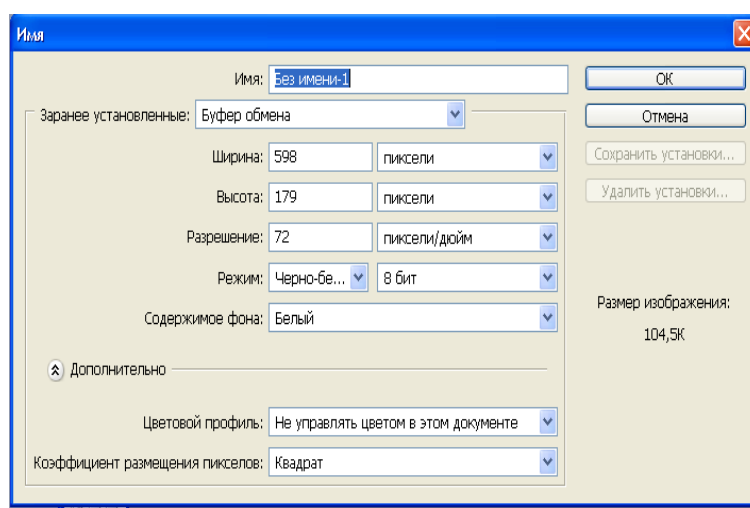 Имя
Имя: Без имени-1
OK
Заранее установленные: Буфер обмена
Отмена
Ширина: 598 пиксели
Сохранить установки...
Высота: 179 пиксели
Удалить установки...
Разрешение: 72 пиксели/дюйм
Режим: Черно-бе... 8 бит
Содержимое фона: Белый
Размер изображения:
104,5K
Дополнительно
Цветовой профиль: Не управлять цветом в этом документе
Коэффициент размещения пикселов: Квадрат